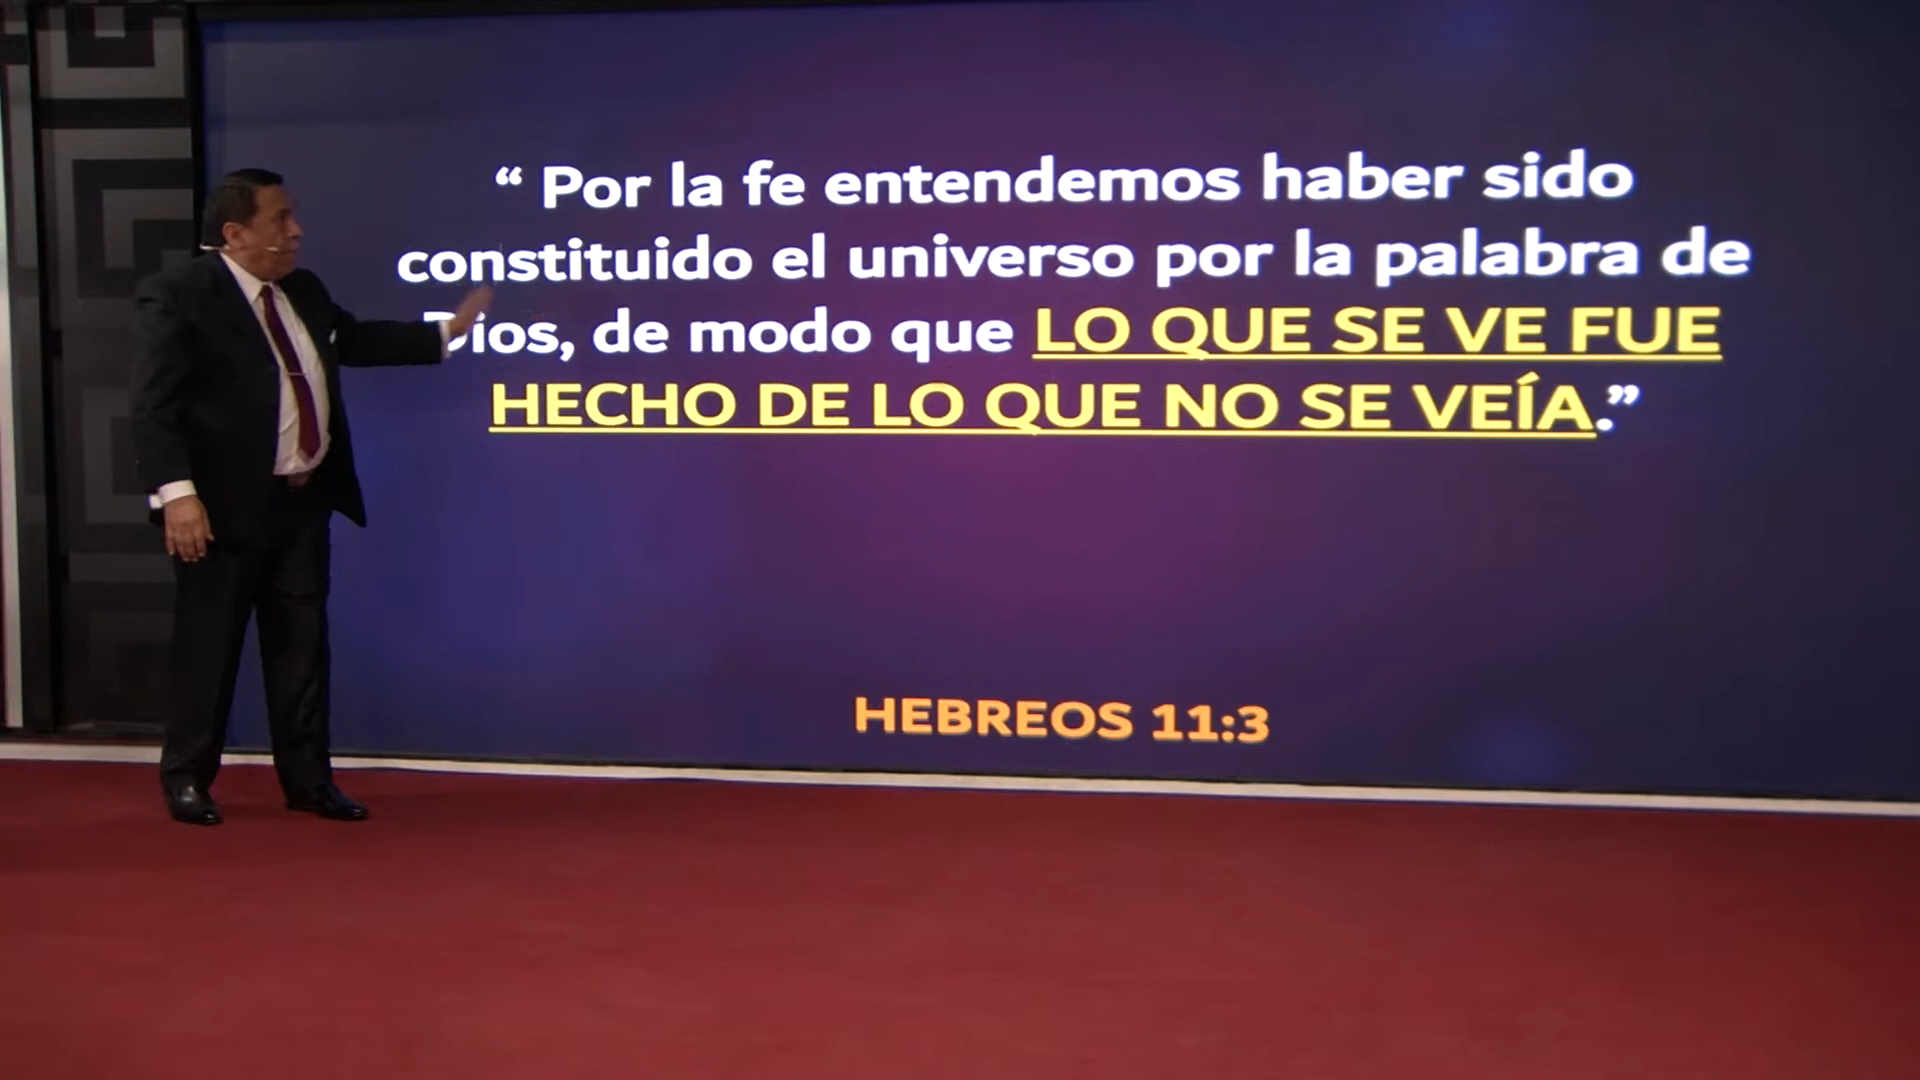 “ Por la fe entendemos haber sido
constituido el universo por la palabra de
Dios, de modo que LO QUE SE VE FUE
HECHO DE LO QUE NO SE VEÍA.”
HEBREOS 11:3